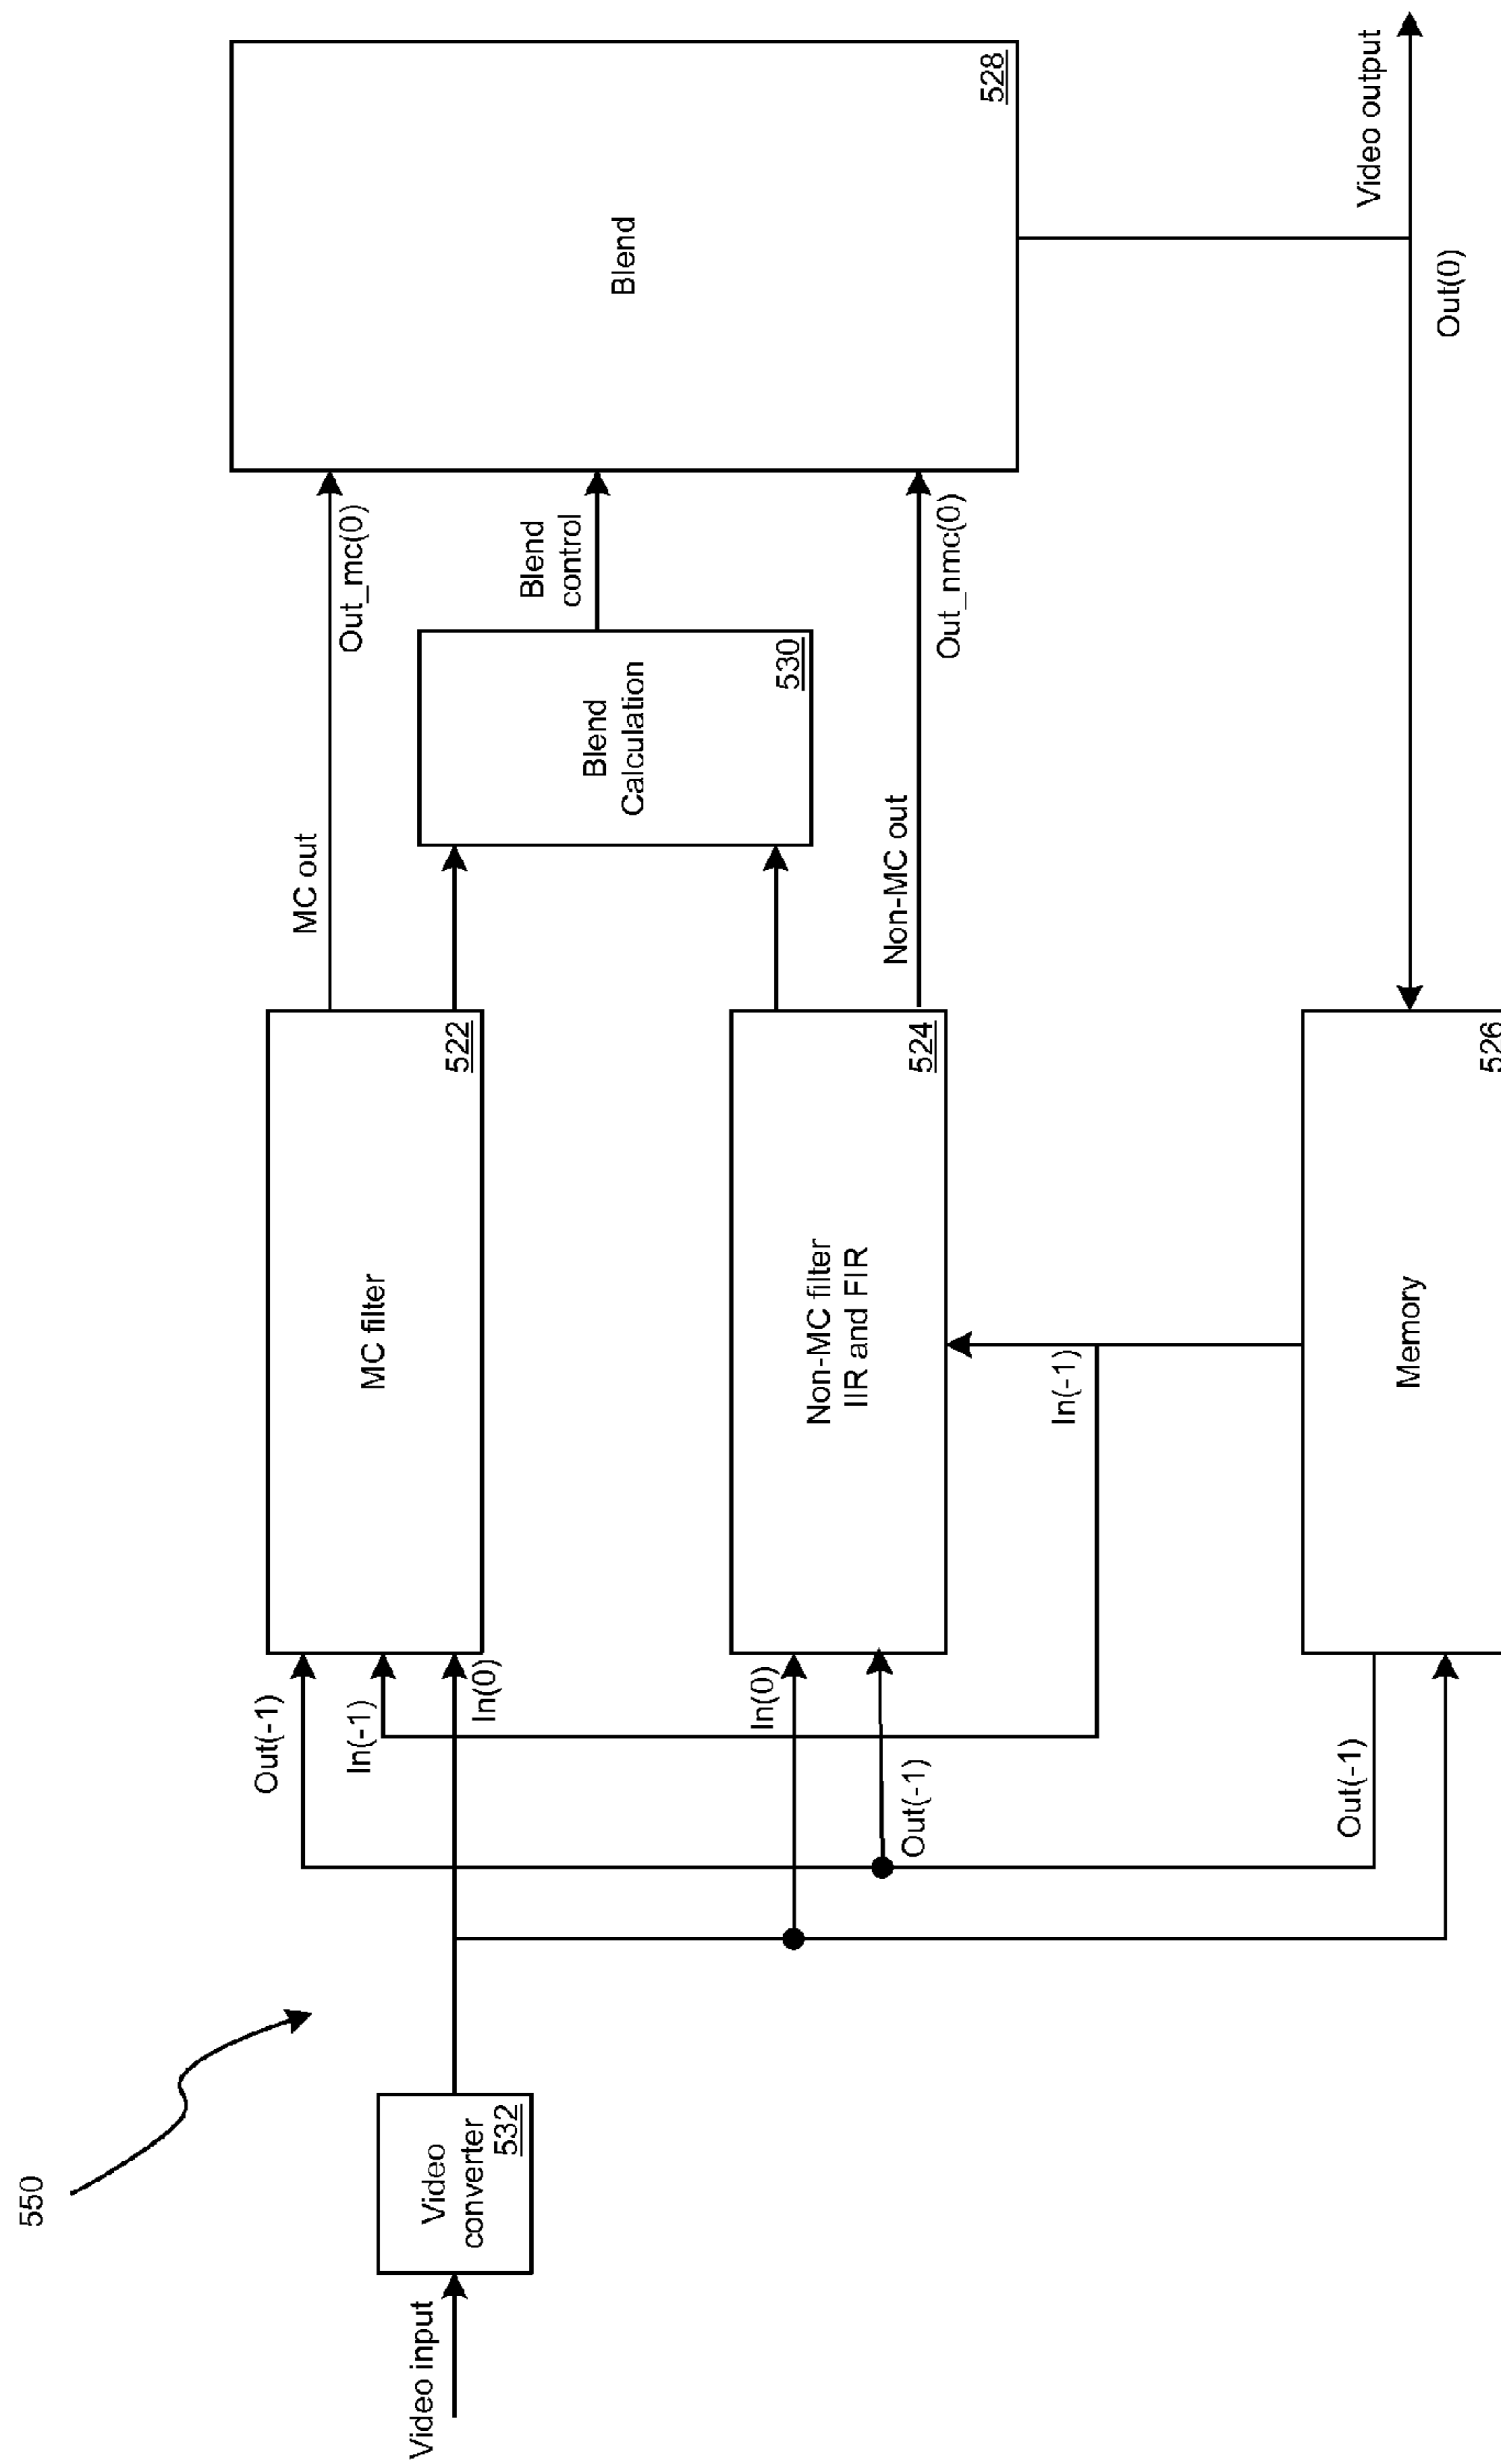 550
Video input
Video
converter
532
Out(-1)
In(-1)
In(0)
MC filter
522
MC out
Out_mc(0)
In(0)
Out(-1)
Non-MC filter
IIR and FIR
524
Non-MC out
Out_nmc(0)
Blend
Calculation
530
Blend
control
Blend
528
In(-1)
Out(-1)
Memory
526
Out(0)
Video output